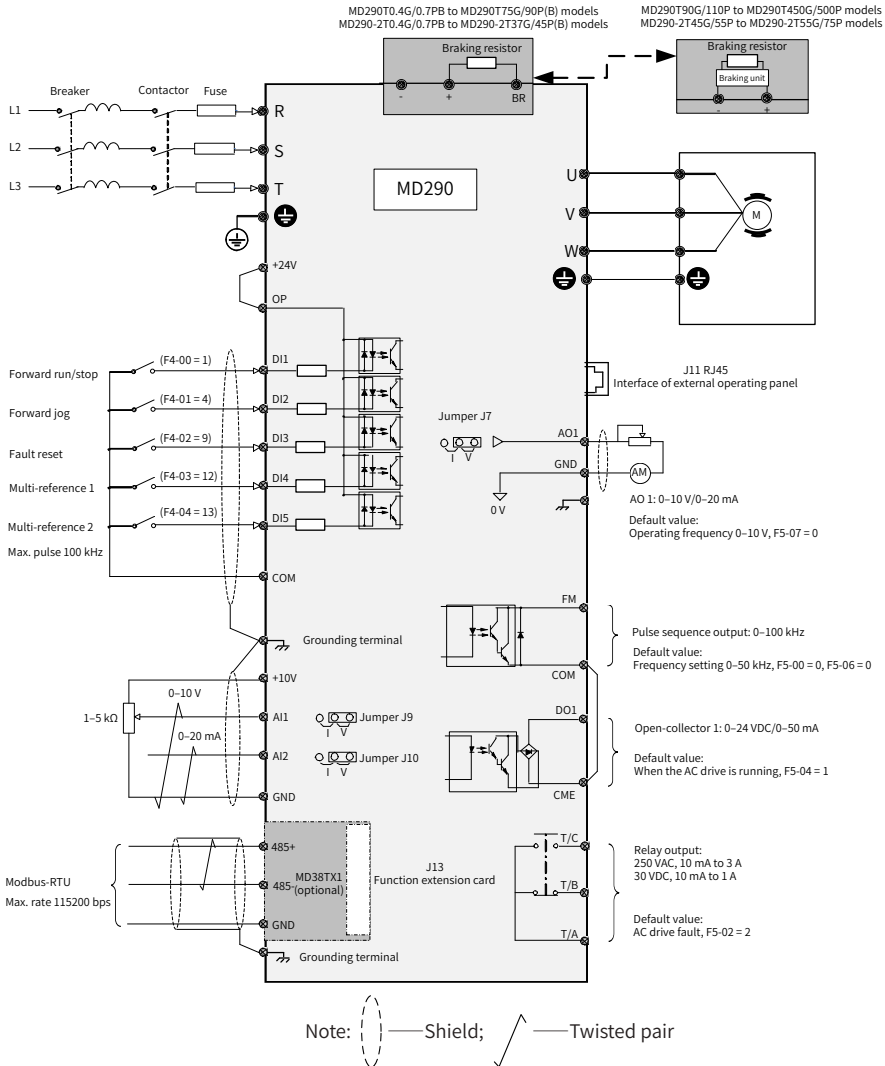 MD290T0.4G/0.7PB to MD290T75G/90P(B) models
MD290-2T0.4G/0.7PB to MD290-2T37G/45P(B) models
MD290T90G/110P to MD290T450G/500P models
MD290-2T45G/55P to MD290-2T55G/75P models
Braking resistor
-
+
BR
Braking resistor
Braking unit
-
+
Breaker
Contactor
Fuse
L1
R
L2
S
L3
T
MD290
U
V
W
M
+24V
OP
Forward run/stop
(F4-00 = 1)
DI1
Forward jog
(F4-01 = 4)
DI2
Fault reset
(F4-02 = 9)
DI3
Multi-reference 1
(F4-03 = 12)
DI4
Multi-reference 2
(F4-04 = 13)
DI5
Max. pulse 100 kHz
COM
Grounding terminal
J11 RJ45
Interface of external operating panel
Jumper J7
I V
AO1
GND
0 V
AM
AO 1: 0–10 V/0–20 mA
Default value:
Operating frequency 0–10 V, F5-07 = 0
FM
COM
Pulse sequence output: 0–100 kHz
Default value:
Frequency setting 0–50 kHz, F5-00 = 0, F5-06 = 0
+10V
0–10 V
1–5 kΩ
AI1
Jumper J9
I V
0–20 mA
AI2
Jumper J10
I V
GND
DO1
CME
Open-collector 1: 0–24 VDC/0–50 mA
Default value:
When the AC drive is running, F5-04 = 1
Modbus-RTU
Max. rate 115200 bps
485+
485-
GND
MD38TX1
(optional)
J13
Function extension card
Grounding terminal
T/C
T/B
T/A
Relay output:
250 VAC, 10 mA to 3 A
30 VDC, 10 mA to 1 A
Default value:
AC drive fault, F5-02 = 2
Note:
Shield;
Twisted pair